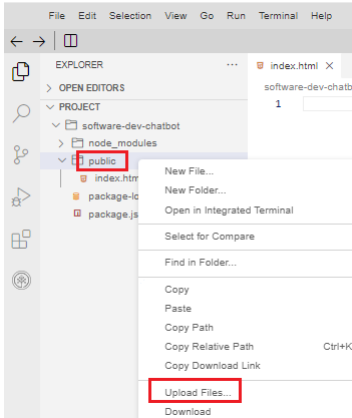 File Edit Selection View Go Run Terminal Help
EXPLORER
index.html
OPEN EDITORS
software-dev-chatb
PROJECT
1
software-dev-chatbot
node_modules
public
index.htm
package-lo
package.js
New File...
New Folder...
Open in Integrated Terminal
Select for Compare
Find in Folder...
Copy
Paste
Copy Path
Copy Relative Path Ctrl+K
Copy Download Link
Upload Files...
Download